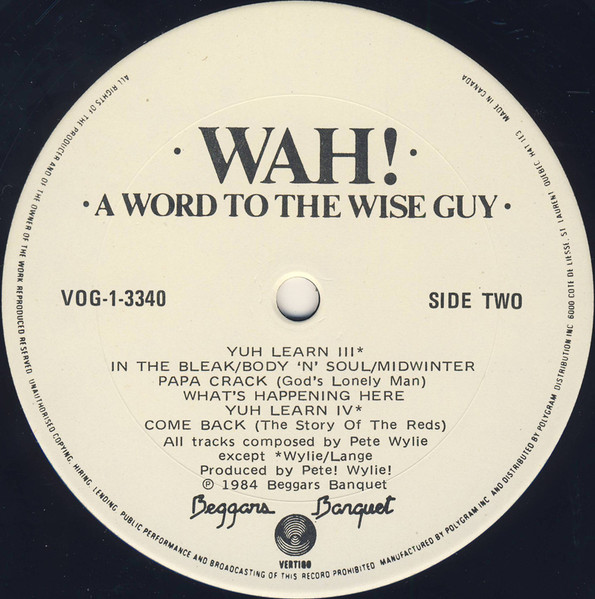 · WAH! ·
· A WORD TO THE WISE GUY ·
VOG-1-3340
SIDE TWO
YUH LEARN III*
IN THE BLEAK/BODY 'N' SOUL/MIDWINTER
PAPA CRACK (God's Lonely Man)
WHAT'S HAPPENING HERE
YUH LEARN IV*
COME BACK (The Story Of The Reds)
All tracks composed by Pete Wylie
except *Wylie/Lange
Produced by Pete! Wylie!
℗ 1984 Beggars Banquet
Beggars Banquet
VERTIGO
ALL RIGHTS OF THE PRODUCER AND OF THE OWNER OF THE WORK REPRODUCED RESERVED. UNAUTHORISED COPYING, HIRING, LENDING, PUBLIC PERFORMANCE AND BROADCASTING OF THIS RECORD PROHIBITED. MANUFACTURED BY POLYGRAM INC. AND DISTRIBUTED BY POLYGRAM DISTRIBUTION INC. 6000 COTE DE LIESSE, ST LAURENT QUEBEC H4T 1E3
MADE IN CANADA